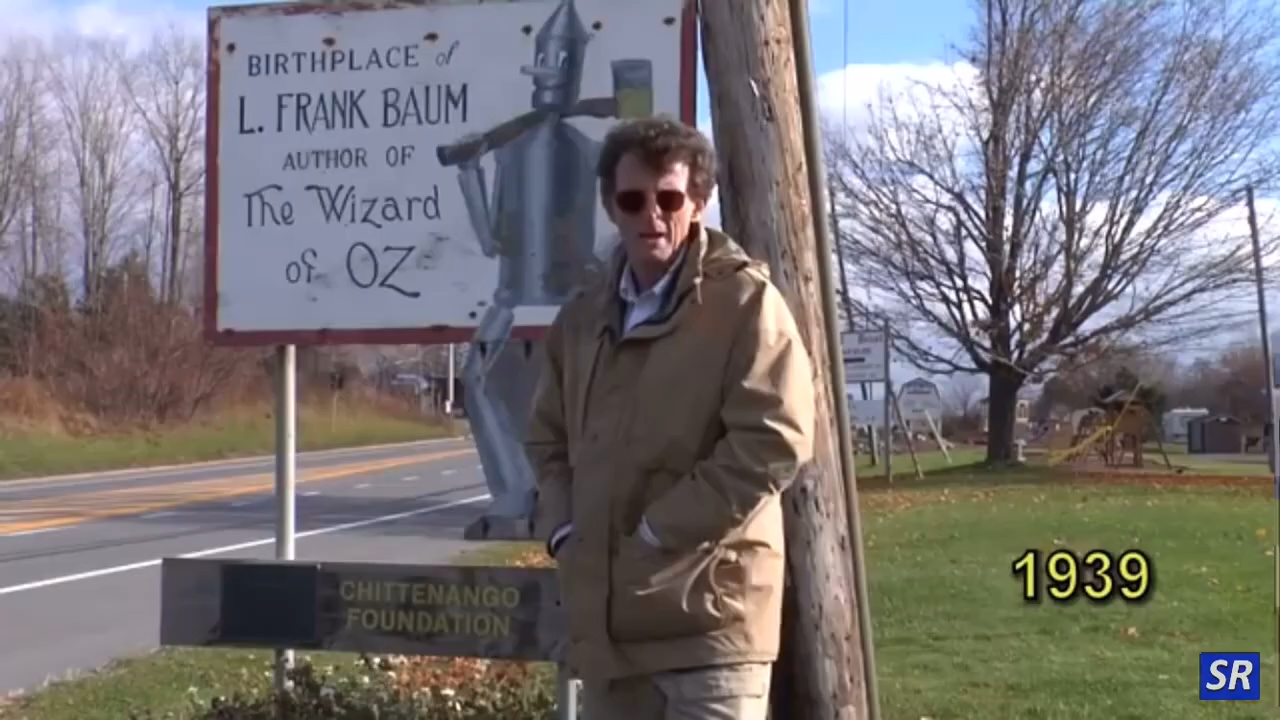 BIRTHPLACE of
L. FRANK BAUM
AUTHOR OF
The Wizard
of OZ
CHITTENANGO
FOUNDATION
1939
SR